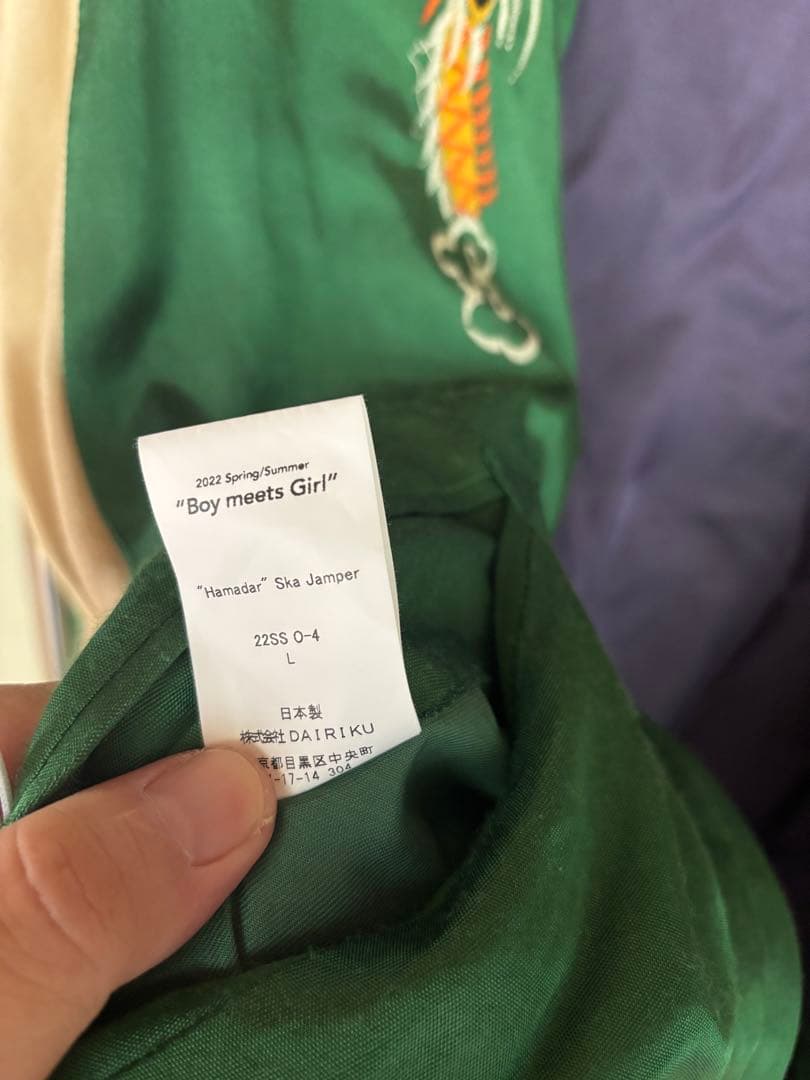 2022 Spring/Summer
"Boy meets Girl"
"Hamadar" Ska Jamper
22SS O-4
L
日本製
株式会社DAIRIKU
京都目黒区中央町
-17-14 304